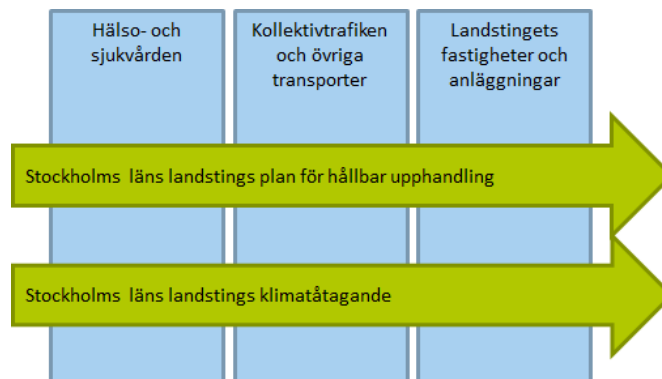 Hälso- och
sjukvården
Kollektivtrafiken
och övriga
transporter
Landstingets
fastigheter och
anläggningar
Stockholms läns landstings plan för hållbar upphandling
Stockholms läns landstings klimatåtagande